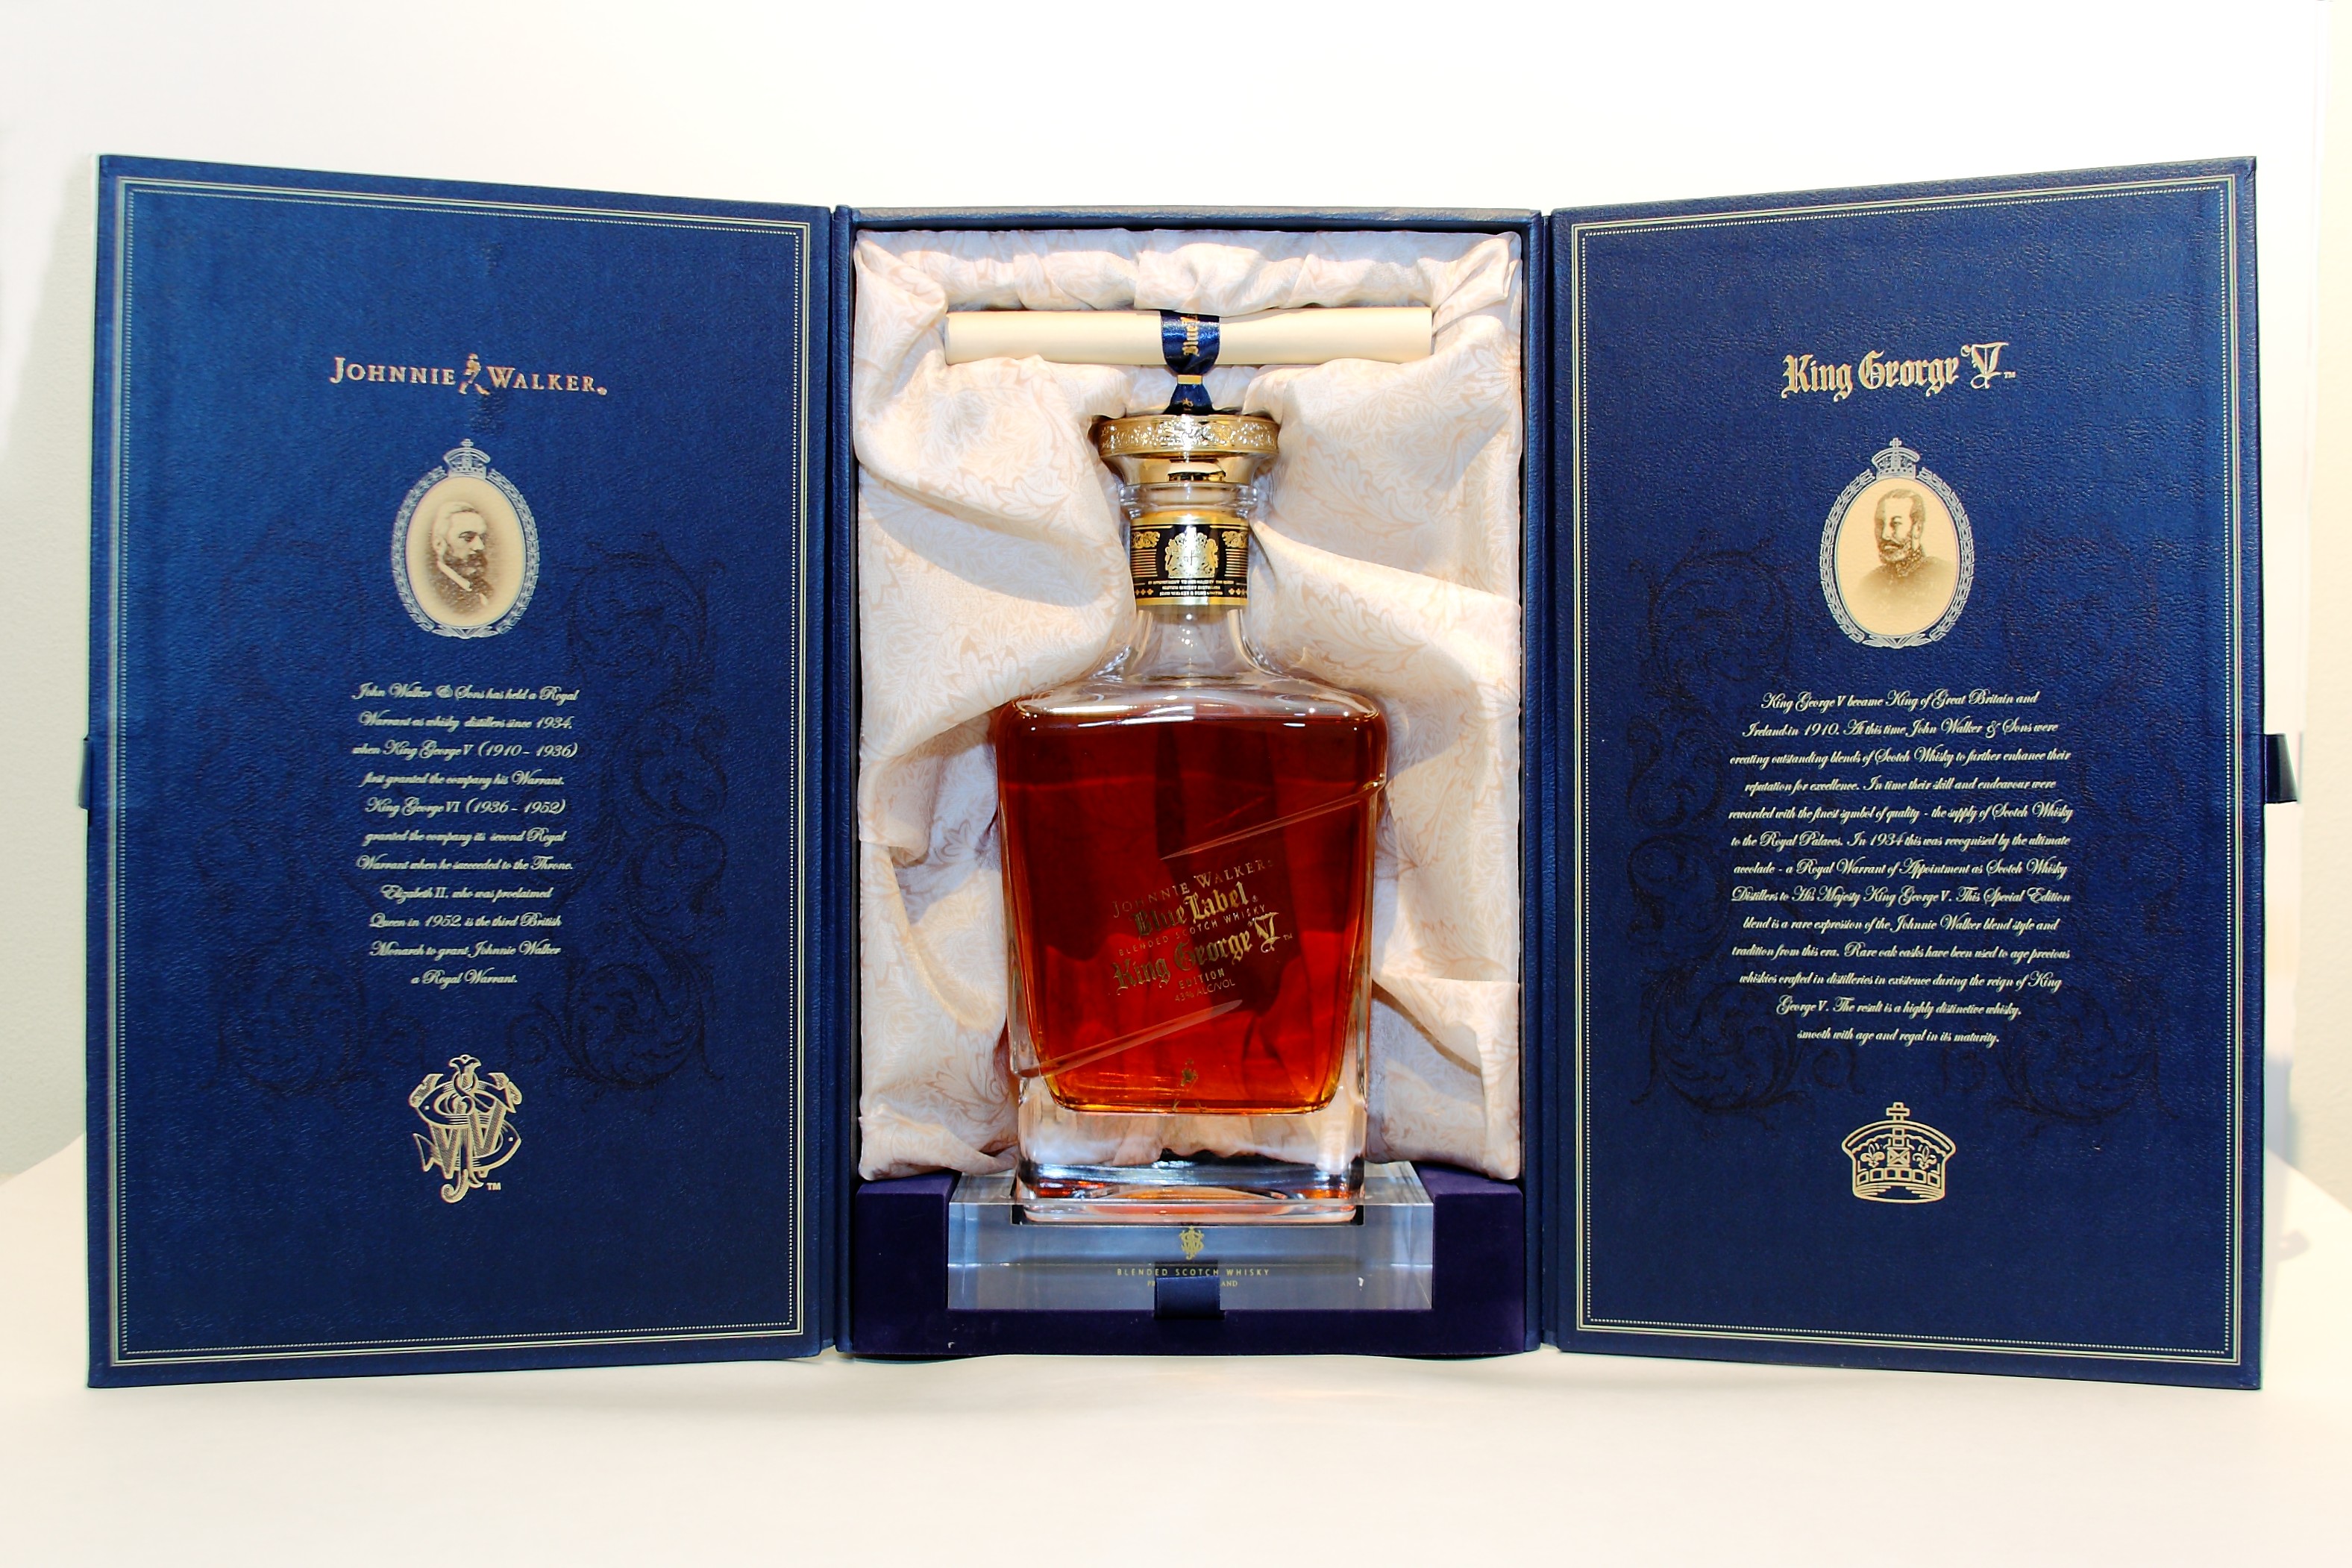 JOHNNIE WALKER
John Walker & Sons has held a Royal
Warrant as whisky distillers since 1934,
when King George V (1910 - 1936)
first granted the company his Warrant.
King George VI (1936 - 1952)
granted the company its second Royal
Warrant when he succeeded to the Throne.
Elizabeth II, who was proclaimed
Queen in 1952, is the third British
Monarch to grant Johnnie Walker
a Royal Warrant.
TM
Blue
JOHNNIE WALKER
Blue Label
BLENDED SCOTCH WHISKY
King George V™
EDITION
43% ALC/VOL
BLENDED SCOTCH WHISKY
King George V™
King George V became King of Great Britain and
Ireland in 1910. At this time John Walker & Sons were
creating outstanding blends of Scotch Whisky to further enhance their
reputation for excellence. In time their skill and endeavour were
rewarded with the finest symbol of quality - the supply of Scotch Whisky
to the Royal Palaces. In 1934 this was recognised by the ultimate
accolade - a Royal Warrant of Appointment as Scotch Whisky
Distillers to His Majesty King George V. This Special Edition
blend is a rare expression of the Johnnie Walker blend style and
tradition from this era. Rare oak casks have been used to age precious
whiskies crafted in distilleries in existence during the reign of King
George V. The result is a highly distinctive whisky,
smooth with age and regal in its maturity.